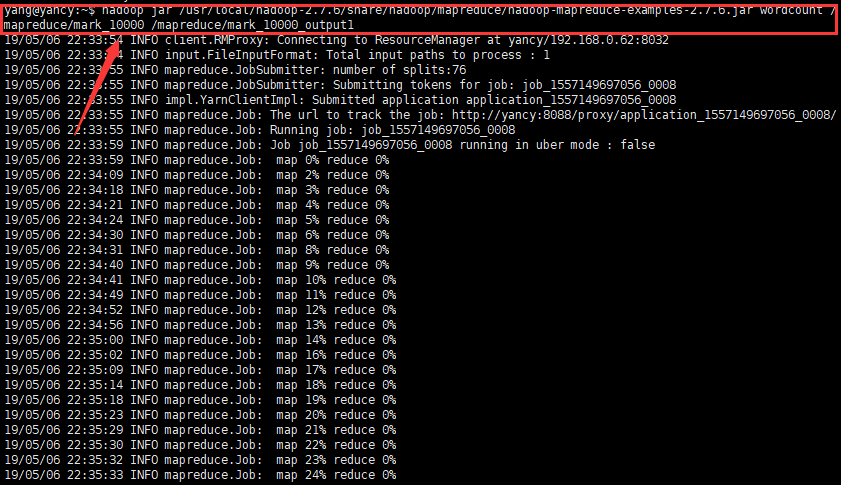 yang@yancy:~$ hadoop jar /usr/local/hadoop-2.7.6/share/hadoop/mapreduce/hadoop-mapreduce-examples-2.7.6.jar wordcount /
mapreduce/mark_10000 /mapreduce/mark_10000_output1
19/05/06 22:33:54 INFO client.RMProxy: Connecting to ResourceManager at yancy/192.168.0.62:8032
19/05/06 22:33:54 INFO input.FileInputFormat: Total input paths to process : 1
19/05/06 22:33:55 INFO mapreduce.JobSubmitter: number of splits:76
19/05/06 22:33:55 INFO mapreduce.JobSubmitter: Submitting tokens for job: job_1557149697056_0008
19/05/06 22:33:55 INFO impl.YarnClientImpl: Submitted application application_1557149697056_0008
19/05/06 22:33:55 INFO mapreduce.Job: The url to track the job: http://yancy:8088/proxy/application_1557149697056_0008/
19/05/06 22:33:55 INFO mapreduce.Job: Running job: job_1557149697056_0008
19/05/06 22:33:59 INFO mapreduce.Job: Job job_1557149697056_0008 running in uber mode : false
19/05/06 22:33:59 INFO mapreduce.Job:  map 0% reduce 0%
19/05/06 22:34:09 INFO mapreduce.Job:  map 2% reduce 0%
19/05/06 22:34:18 INFO mapreduce.Job:  map 3% reduce 0%
19/05/06 22:34:21 INFO mapreduce.Job:  map 4% reduce 0%
19/05/06 22:34:24 INFO mapreduce.Job:  map 5% reduce 0%
19/05/06 22:34:30 INFO mapreduce.Job:  map 6% reduce 0%
19/05/06 22:34:31 INFO mapreduce.Job:  map 8% reduce 0%
19/05/06 22:34:40 INFO mapreduce.Job:  map 9% reduce 0%
19/05/06 22:34:41 INFO mapreduce.Job:  map 10% reduce 0%
19/05/06 22:34:49 INFO mapreduce.Job:  map 11% reduce 0%
19/05/06 22:34:52 INFO mapreduce.Job:  map 12% reduce 0%
19/05/06 22:34:56 INFO mapreduce.Job:  map 13% reduce 0%
19/05/06 22:35:00 INFO mapreduce.Job:  map 14% reduce 0%
19/05/06 22:35:02 INFO mapreduce.Job:  map 16% reduce 0%
19/05/06 22:35:09 INFO mapreduce.Job:  map 17% reduce 0%
19/05/06 22:35:14 INFO mapreduce.Job:  map 18% reduce 0%
19/05/06 22:35:18 INFO mapreduce.Job:  map 19% reduce 0%
19/05/06 22:35:23 INFO mapreduce.Job:  map 20% reduce 0%
19/05/06 22:35:29 INFO mapreduce.Job:  map 21% reduce 0%
19/05/06 22:35:30 INFO mapreduce.Job:  map 22% reduce 0%
19/05/06 22:35:32 INFO mapreduce.Job:  map 23% reduce 0%
19/05/06 22:35:33 INFO mapreduce.Job:  map 24% reduce 0%